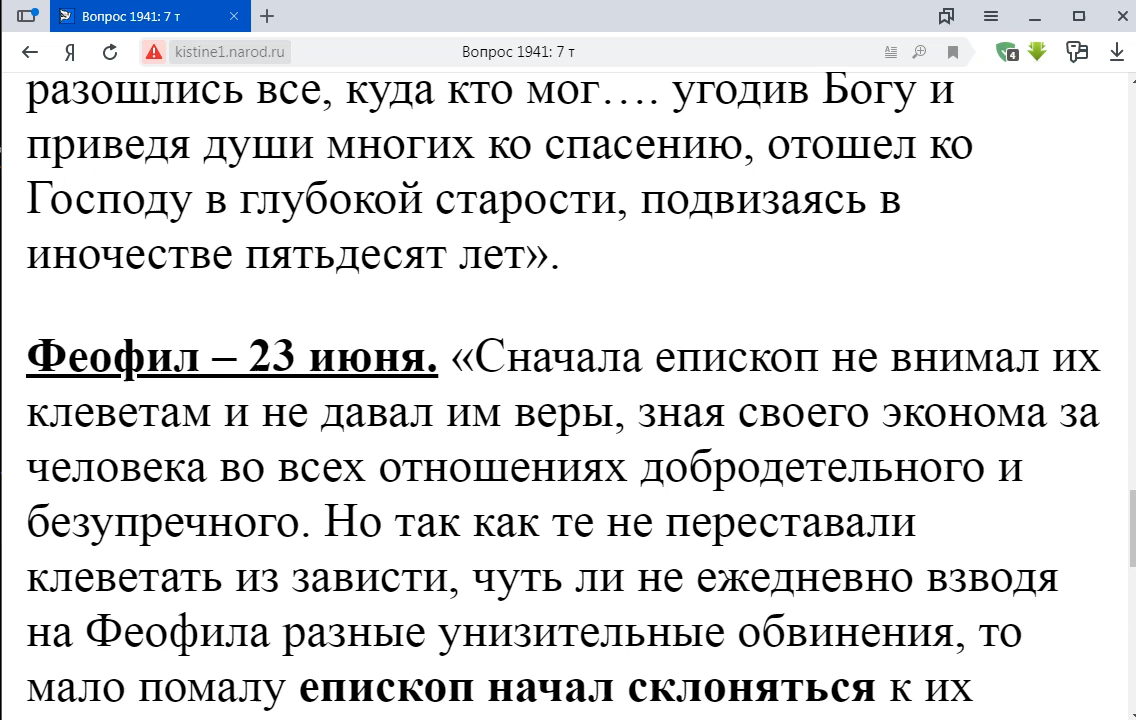 Вопрос 1941: 7 т
kistine1.narod.ru
Вопрос 1941: 7 т
4
разошлись все, куда кто мог…. угодив Богу и
приведя души многих ко спасению, отошел ко
Господу в глубокой старости, подвизаясь в
иночестве пятьдесят лет».
Феофил – 23 июня. «Сначала епископ не внимал их
клеветам и не давал им веры, зная своего эконома за
человека во всех отношениях добродетельного и
безупречного. Но так как те не переставали
клеветать из зависти, чуть ли не ежедневно взводя
на Феофила разные унизительные обвинения, то
мало помалу епископ начал склоняться к их